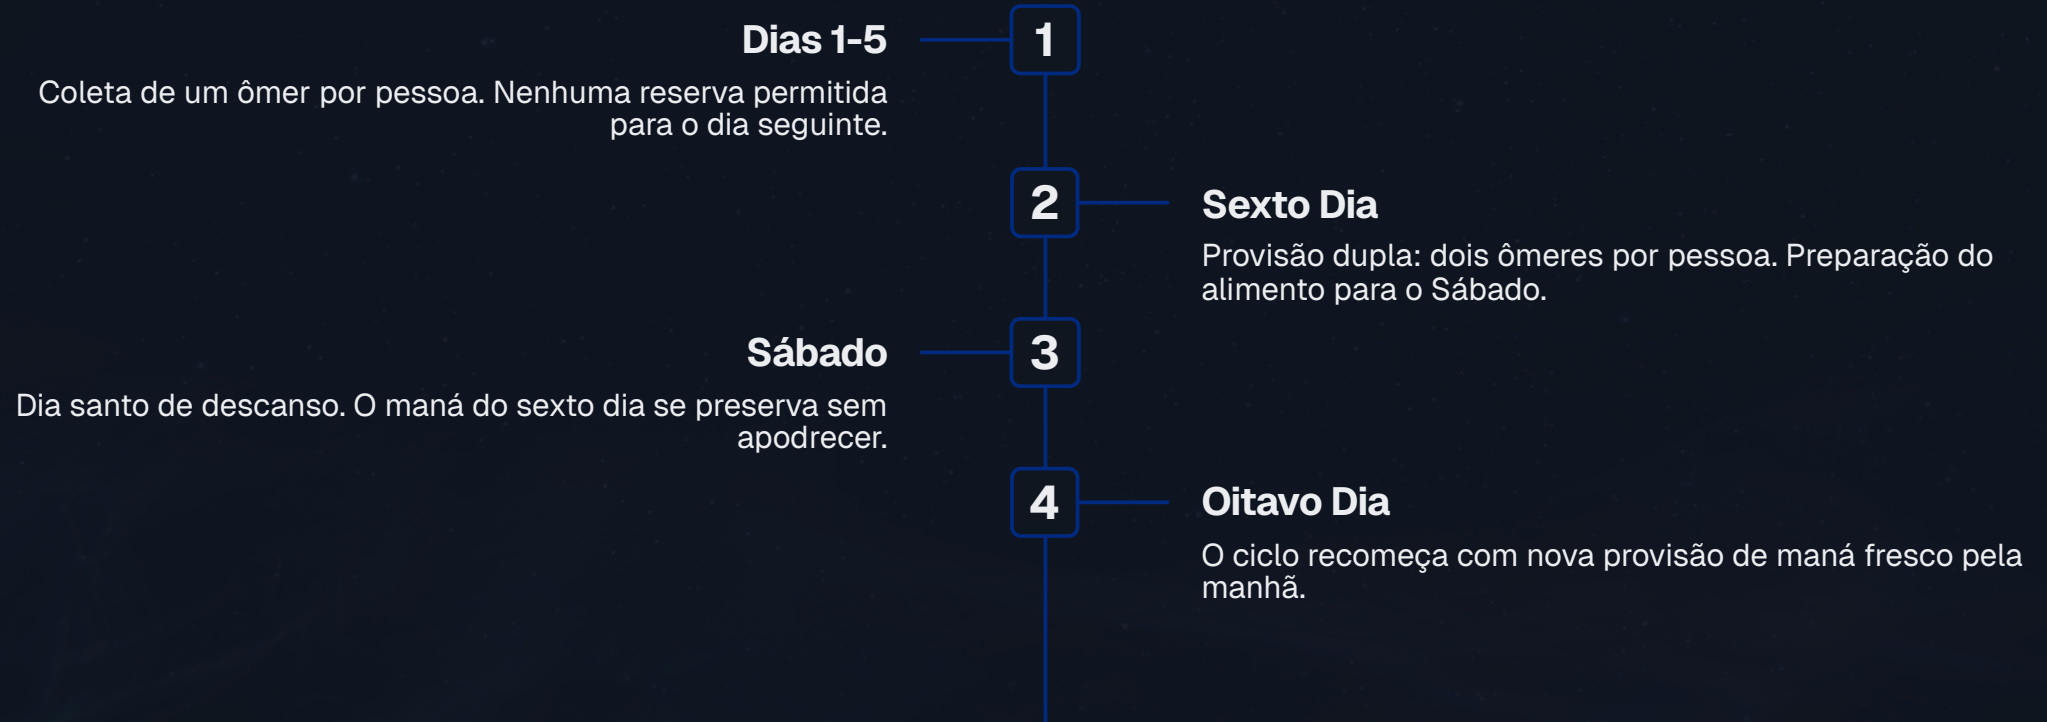 Dias 1-5
1
Coleta de um ômer por pessoa. Nenhuma reserva permitida
para o dia seguinte.
2
Sexto Dia
Provisão dupla: dois ômeres por pessoa. Preparação do
alimento para o Sábado.
Sábado
3
Dia santo de descanso. O maná do sexto dia se preserva sem
apodrecer.
4
Oitavo Dia
O ciclo recomeça com nova provisão de maná fresco pela
manhã.